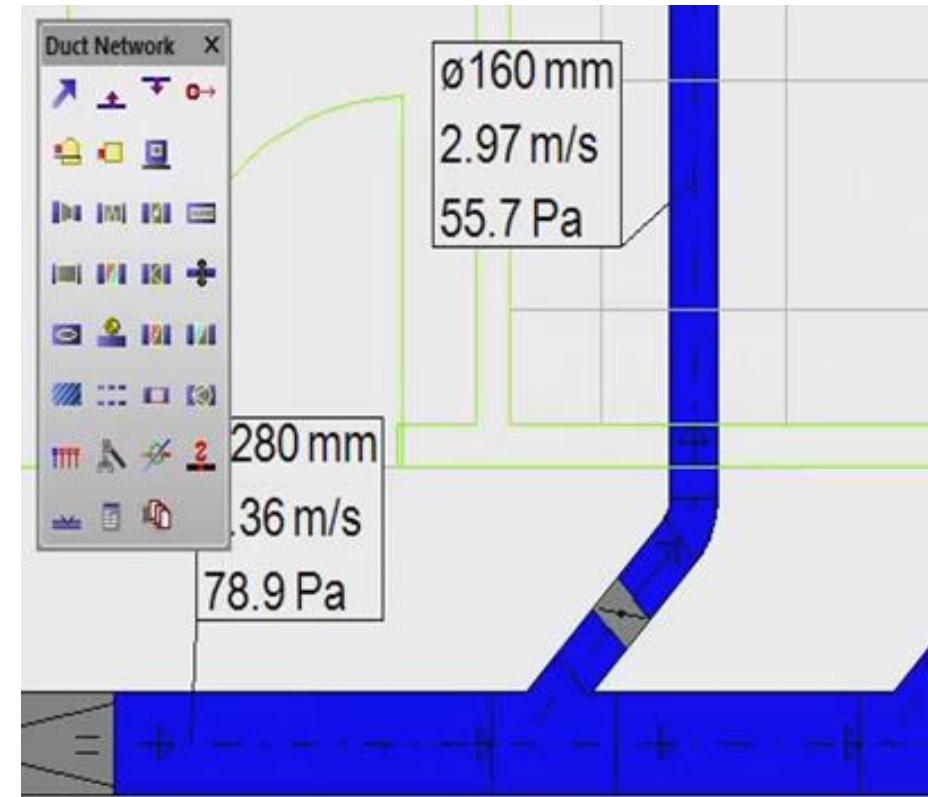 Duct Network X
ø160 mm
2.97 m/s
55.7 Pa
280 mm
.36 m/s
78.9 Pa